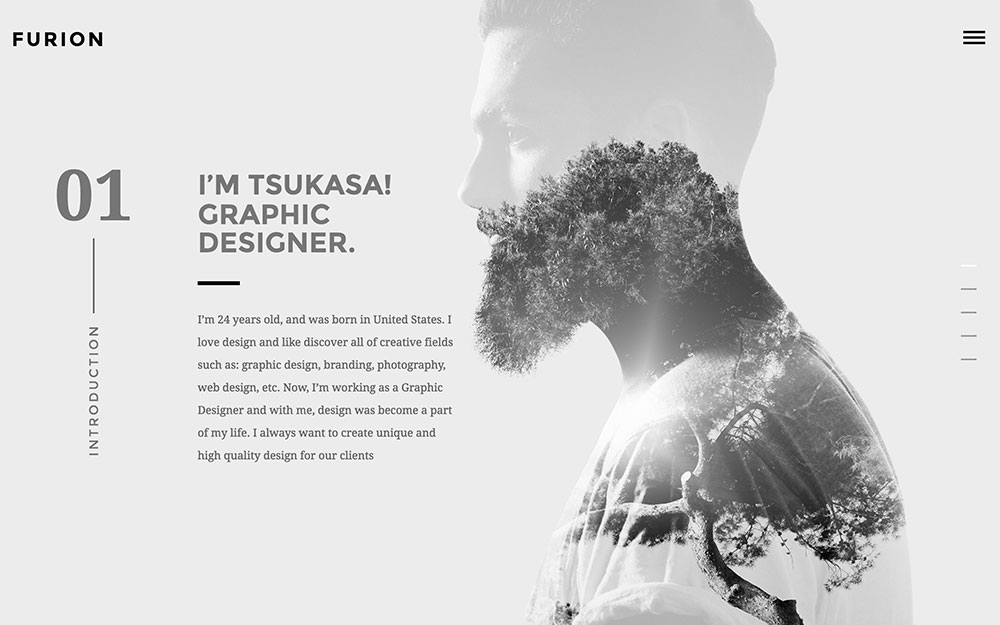 FURION
01
INTRODUCTION
I’M TSUKASA!
GRAPHIC
DESIGNER.
I’m 24 years old, and was born in United States. I
love design and like discover all of creative fields
such as: graphic design, branding, photography,
web design, etc. Now, I’m working as a Graphic
Designer and with me, design was become a part
of my life. I always want to create unique and
high quality design for our clients